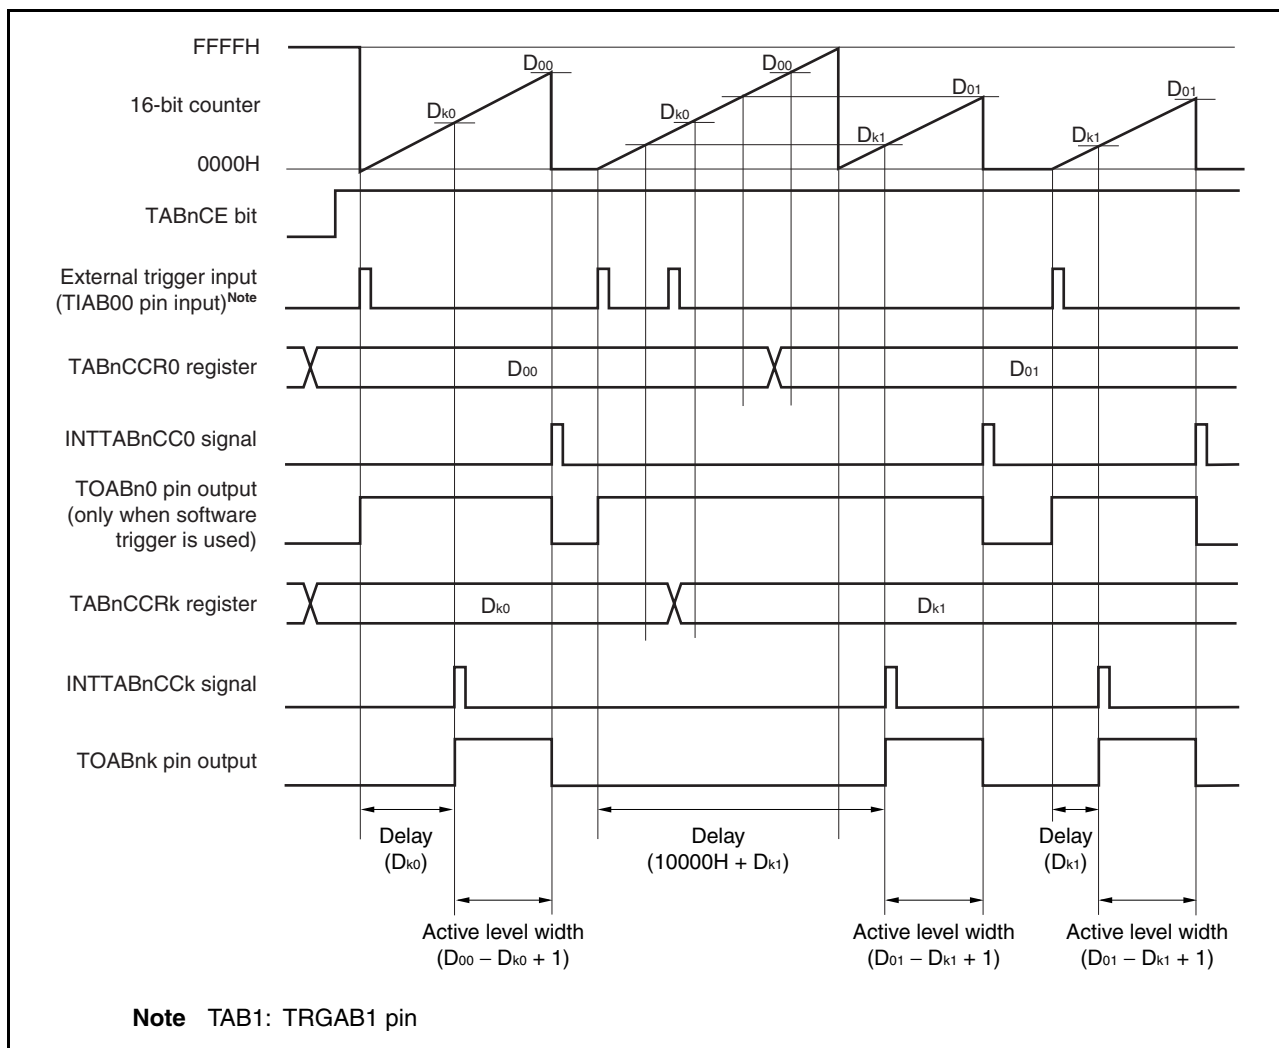 FFFFH
D00
D00
16-bit counter
Dk0
Dk0
D01
D01
Dk1
Dk1
0000H
TABnCE bit
External trigger input
(TIAB00 pin input)Note
TABnCCR0 register
D00
D01
INTTABnCC0 signal
TOABn0 pin output
(only when software
trigger is used)
TABnCCRk register
Dk0
Dk1
INTTABnCCk signal
TOABnk pin output
Delay
(Dk0)
Delay
(10000H + Dk1)
Delay
(Dk1)
Active level width
(D00 − Dk0 + 1)
Active level width
(D01 − Dk1 + 1)
Active level width
(D01 − Dk1 + 1)
Note TAB1: TRGAB1 pin